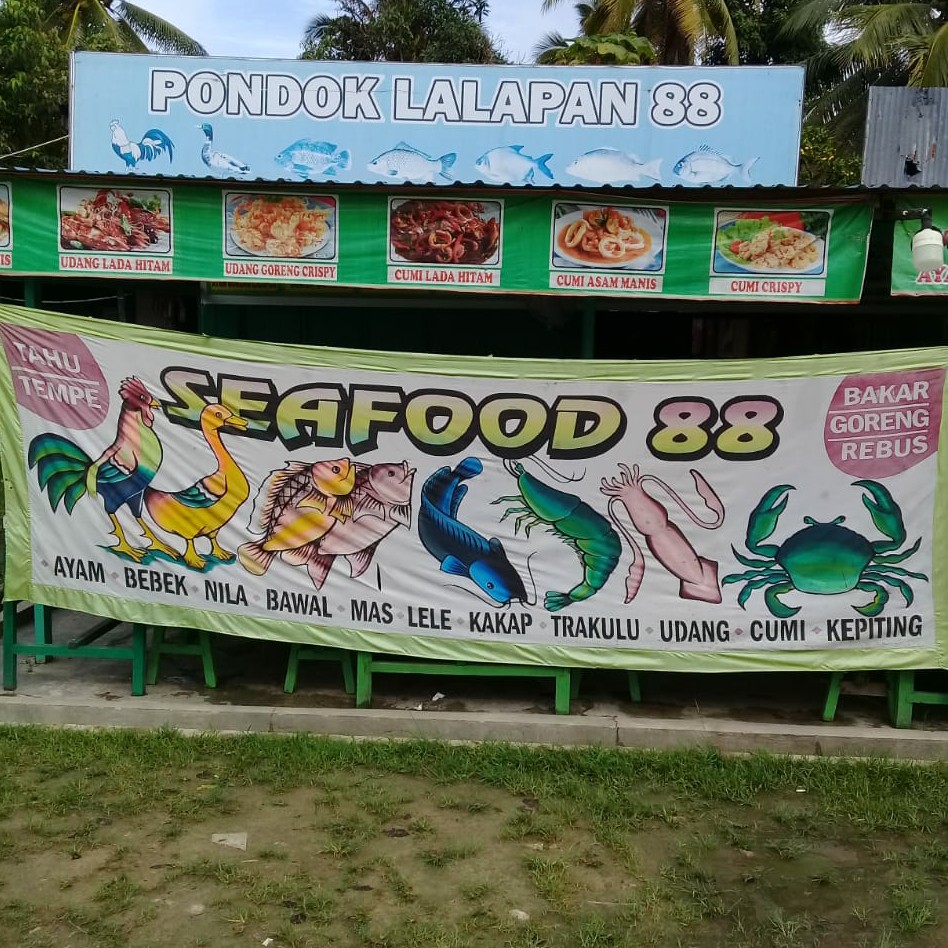 PONDOK LALAPAN 88
UDANG LADA HITAM
UDANG GORENG CRISPY
CUMI LADA HITAM
CUMI ASAM MANIS
CUMI CRISPY
TAHU
TEMPE
SEAFOOD 88
BAKAR
GORENG
REBUS
AYAM BEBEK NILA BAWAL MAS LELE KAKAP TRAKULU UDANG CUMI KEPITING